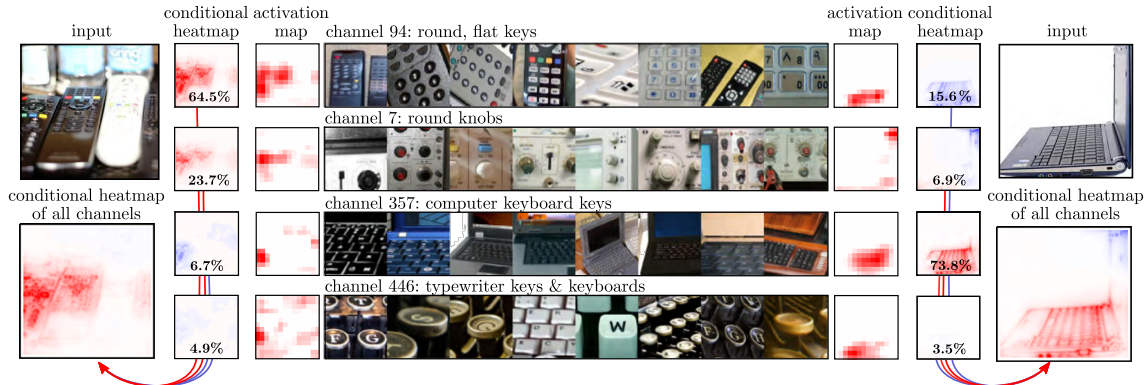 conditional activation
heatmap map
input
activation conditional
map heatmap
input
channel 94: round, flat keys
64.5%
15.6%
channel 7: round knobs
23.7%
6.9%
conditional heatmap
of all channels
conditional heatmap
of all channels
channel 357: computer keyboard keys
6.7%
73.8%
channel 446: typewriter keys & keyboards
4.9%
W
3.5%